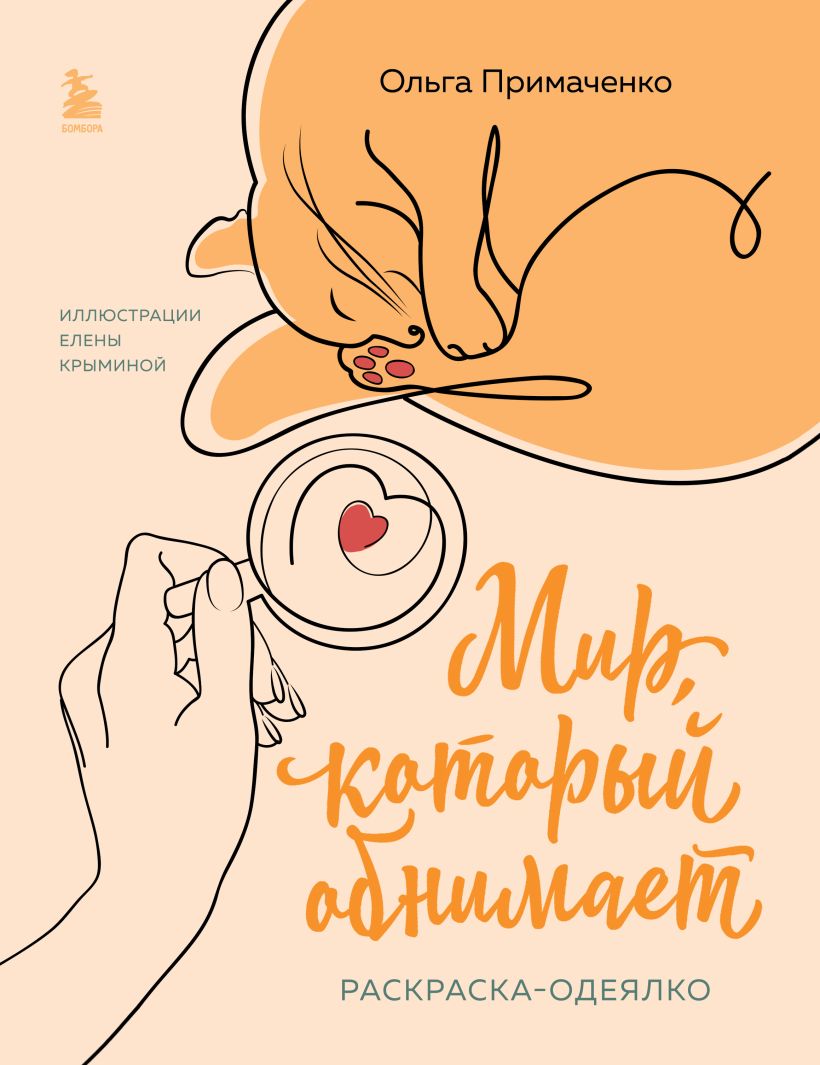 Ольга Примаченко
БОМБОРА
ИЛЛЮСТРАЦИИ
ЕЛЕНЫ
КРЫМИНОЙ
Мир,
который
обнимает
РАСКРАСКА-ОДЕЯЛКО